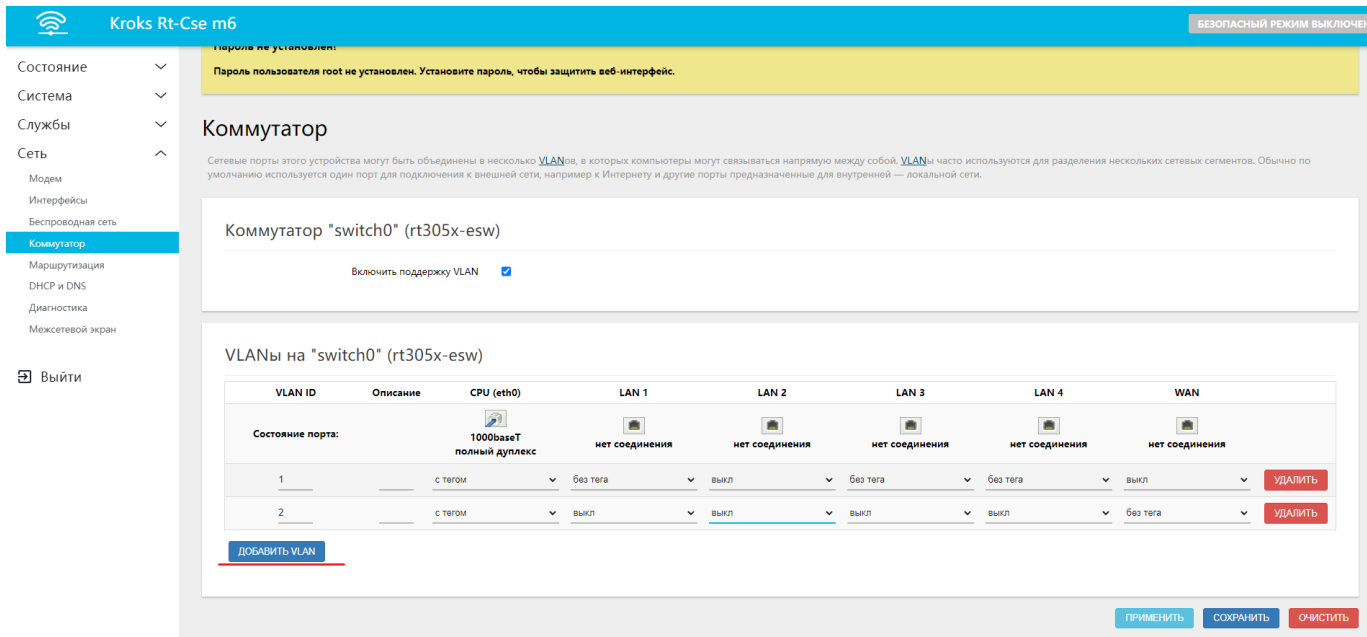 Kroks Rt-Cse m6
БЕЗОПАСНЫЙ РЕЖИМ ВЫКЛЮЧЕН
Состояние
Система
Службы
Сеть
Модем
Интерфейсы
Беспроводная сеть
Коммутатор
Маршрутизация
DHCP и DNS
Диагностика
Межсетевой экран
Выйти
Пароль не установлен!
Пароль пользователя root не установлен. Установите пароль, чтобы защитить веб-интерфейс.
Коммутатор
Сетевые порты этого устройства могут быть объединены в несколько VLANов, в которых компьютеры могут связываться напрямую между собой. VLANы часто используются для разделения нескольких сетевых сегментов. Обычно по
умолчанию используется один порт для подключения к внешней сети, например к Интернету и другие порты предназначенные для внутренней — локальной сети.
Коммутатор "switch0" (rt305x-esw)
Включить поддержку VLAN
VLANы на "switch0" (rt305x-esw)
VLAN ID Описание CPU (eth0) LAN 1 LAN 2 LAN 3 LAN 4 WAN
Состояние порта: 1000baseT полный дуплекс нет соединения нет соединения нет соединения нет соединения нет соединения
1 с тегом без тега выкл без тега без тега выкл УДАЛИТЬ
2 с тегом выкл выкл выкл выкл без тега УДАЛИТЬ
ДОБАВИТЬ VLAN
ПРИМЕНИТЬ СОХРАНИТЬ ОЧИСТИТЬ